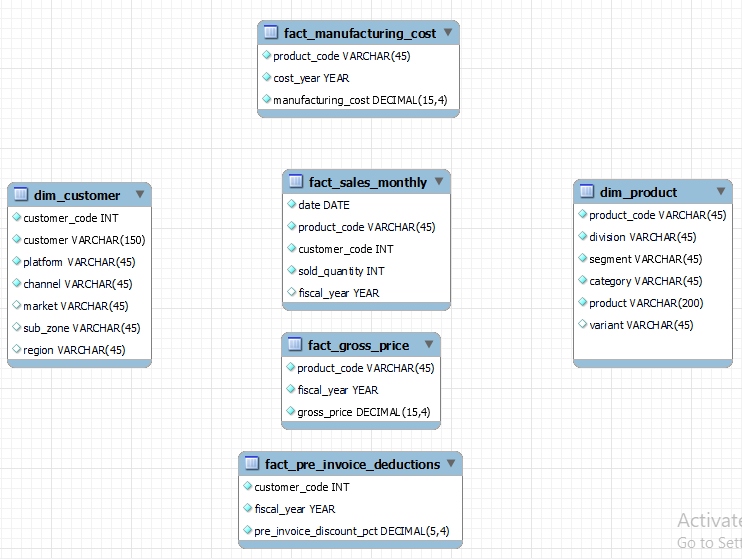 fact_manufacturing_cost
product_code VARCHAR(45)
cost_year YEAR
manufacturing_cost DECIMAL(15,4)
dim_customer
customer_code INT
customer VARCHAR(150)
platform VARCHAR(45)
channel VARCHAR(45)
market VARCHAR(45)
sub_zone VARCHAR(45)
region VARCHAR(45)
fact_sales_monthly
date DATE
product_code VARCHAR(45)
customer_code INT
sold_quantity INT
fiscal_year YEAR
dim_product
product_code VARCHAR(45)
division VARCHAR(45)
segment VARCHAR(45)
category VARCHAR(45)
product VARCHAR(200)
variant VARCHAR(45)
fact_gross_price
product_code VARCHAR(45)
fiscal_year YEAR
gross_price DECIMAL(15,4)
fact_pre_invoice_deductions
customer_code INT
fiscal_year YEAR
pre_invoice_discount_pct DECIMAL(5,4)
Activate
Go to Sett